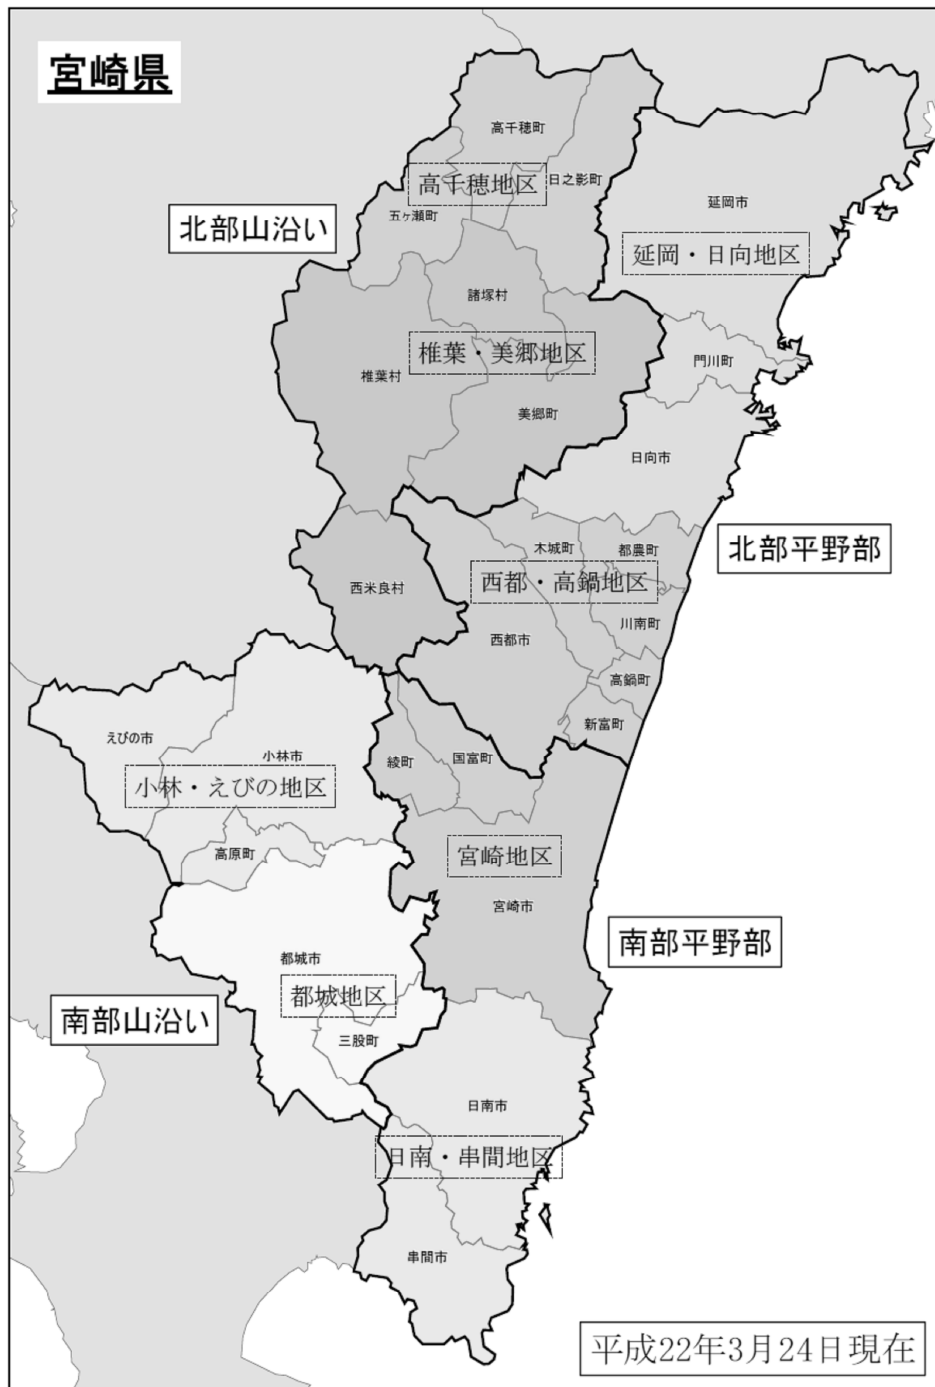 宮崎県
高千穂町
高千穂地区
日之影町
延岡市
五ヶ瀬町
北部山沿い
延岡・日向地区
諸塚村
椎葉・美郷地区
門川町
椎葉村
美郷町
日向市
北部平野部
木城町
都農町
西都・高鍋地区
西米良村
川南町
西都市
高鍋町
新富町
えびの市
小林市
綾町
国富町
小林・えびの地区
高原町
宮崎地区
宮崎市
南部平野部
都城市
都城地区
南部山沿い
三股町
日南市
日南・串間地区
串間市
平成22年3月24日現在